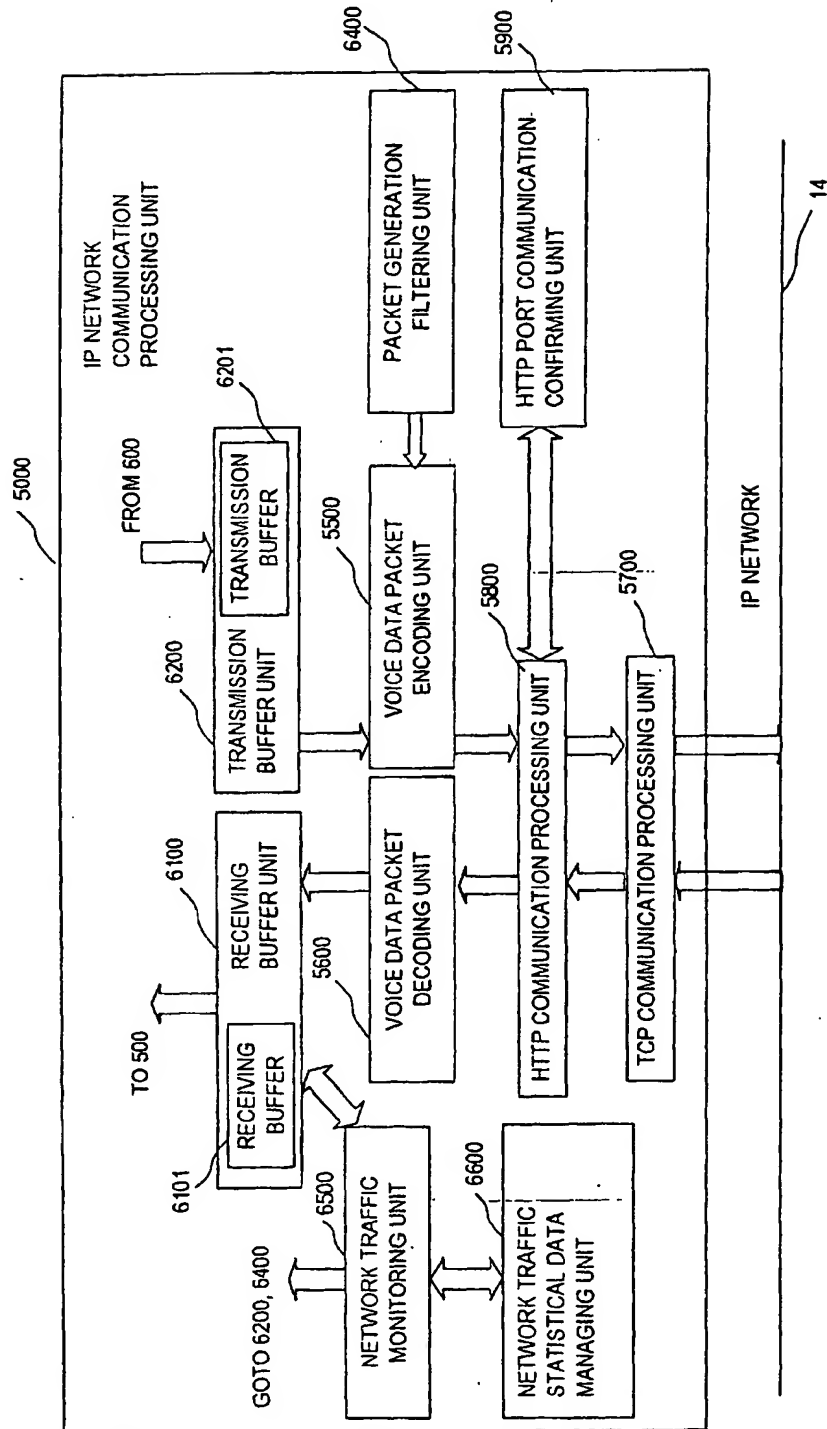 5000
IP NETWORK
COMMUNICATION
PROCESSING UNIT
FROM 600
TO 500
GOTO 6200, 6400
6201
TRANSMISSION
BUFFER
6200
TRANSMISSION
BUFFER UNIT
6100
RECEIVING
BUFFER UNIT
RECEIVING
BUFFER
6101
6400
PACKET GENERATION
FILTERING UNIT
5500
VOICE DATA PACKET
ENCODING UNIT
5600
VOICE DATA PACKET
DECODING UNIT
6500
NETWORK TRAFFIC
MONITORING UNIT
5900
HTTP PORT COMMUNICATION
CONFIRMING UNIT
5800
HTTP COMMUNICATION PROCESSING UNIT
6600
NETWORK TRAFFIC
STATISTICAL DATA
MANAGING UNIT
5700
TCP COMMUNICATION PROCESSING UNIT
IP NETWORK
14